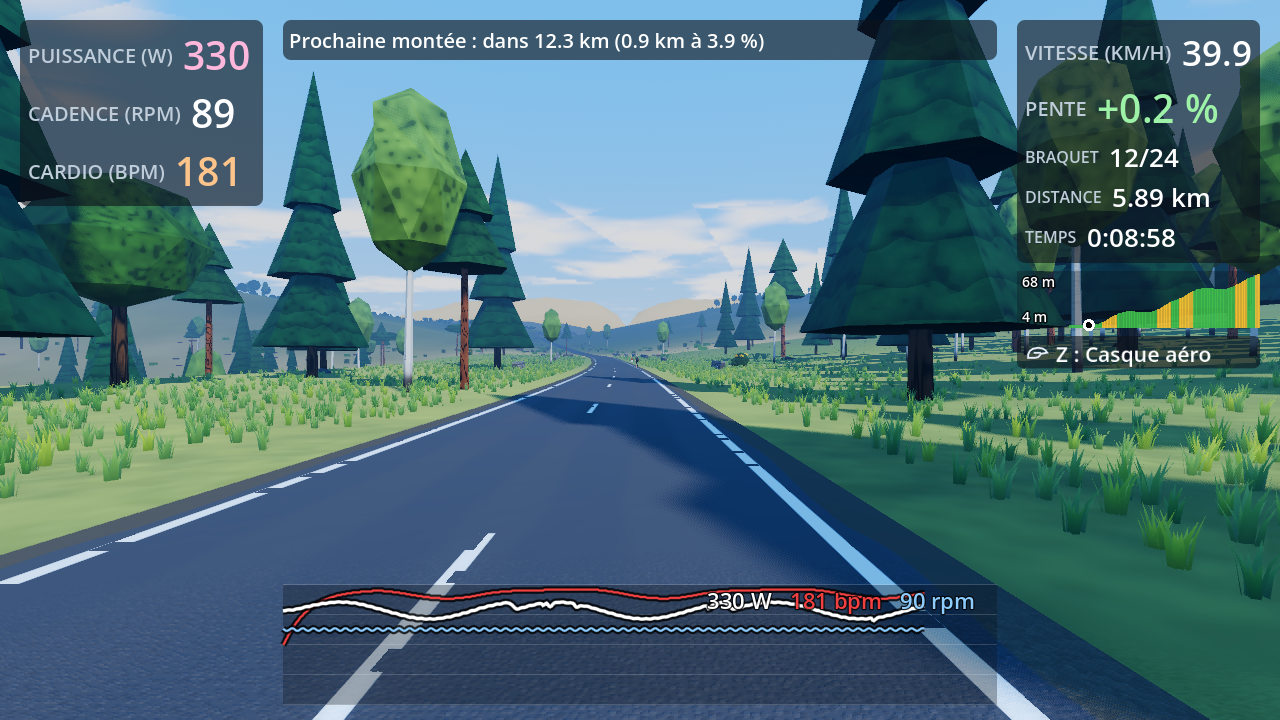 PUISSANCE (W) 330
CADENCE (RPM) 89
CARDIO (BPM) 181
Prochaine montée : dans 12.3 km (0.9 km à 3.9 %)
VITESSE (KM/H) 39.9
PENTE +0.2 %
BRAQUET 12/24
DISTANCE 5.89 km
TEMPS 0:08:58
68 m
4 m
Z : Casque aéro
330 W 181 bpm 90 rpm